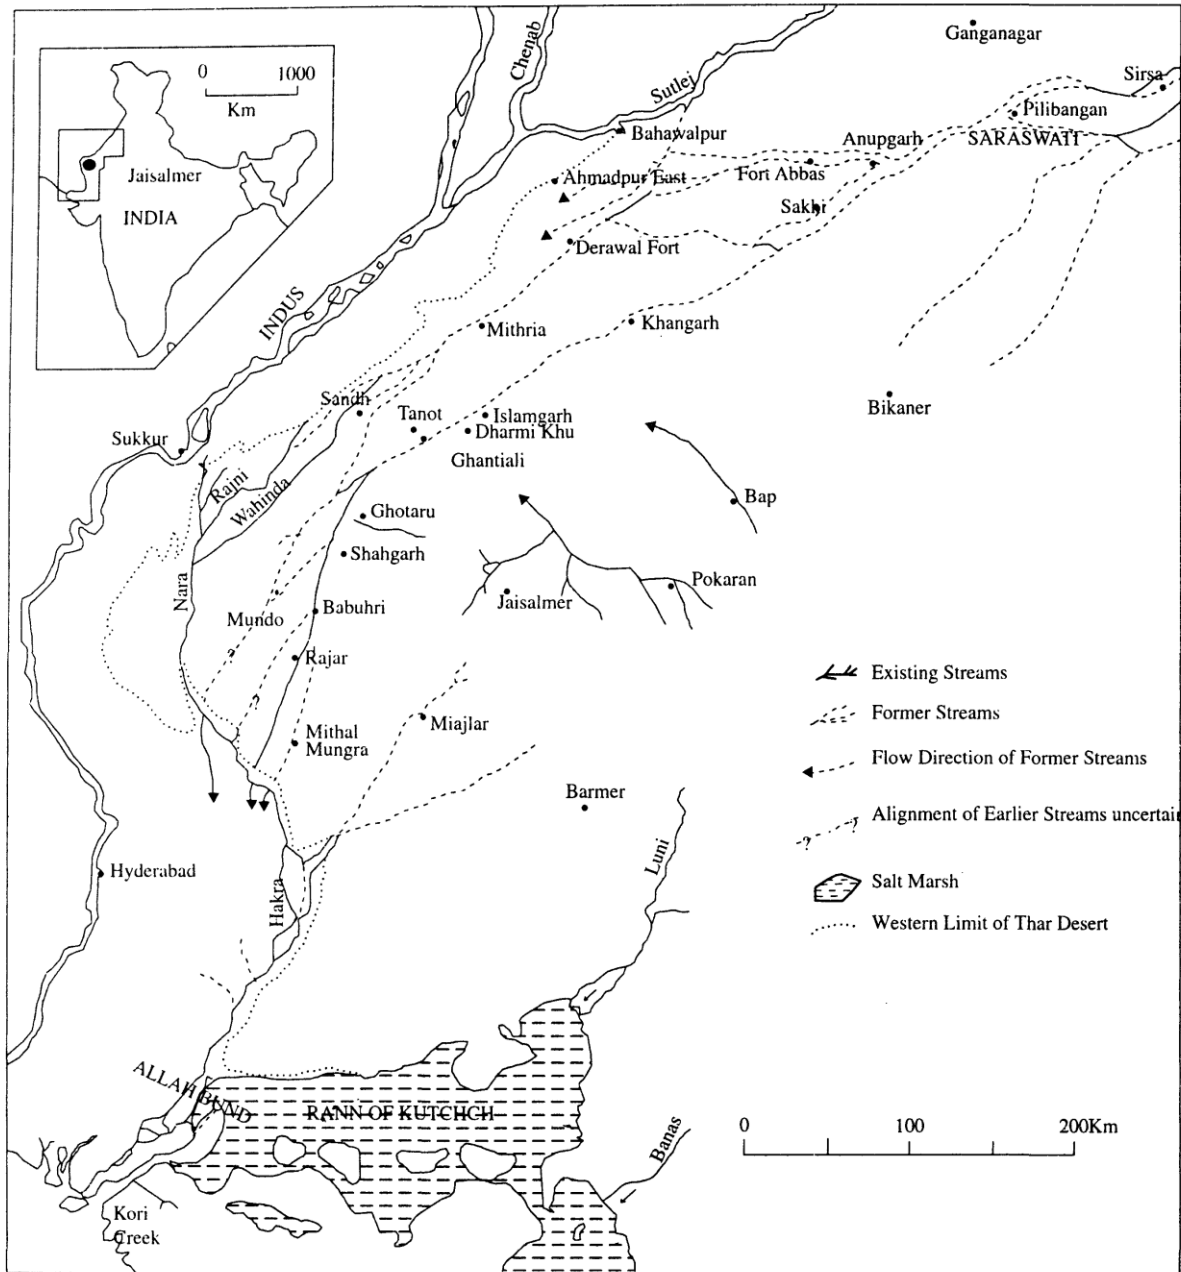 Ganganagar
Chenab
Sutlej
Sirsa
0 1000
Km
Pilibangan
Bahawalpur
Anupgarh
SARASWATI
Jaisalmer
Ahmadpur East
Fort Abbas
INDIA
Sakhi
Derawal Fort
INDUS
Mithria
Khangarh
Sandh
Tanot
Islamgarh
Bikaner
Sukkur
Dharmi Khu
Ghantiali
Rajni
Wahinda
Bap
Ghotaru
Shahgarh
Nara
Pokaran
Jaisalmer
Mundo
Babuhri
?
Rajar
Existing Streams
?
Miajlar
Former Streams
Mithal
Mungra
Flow Direction of Former Streams
Barmer
Alignment of Earlier Streams uncertain
? ?
Luni
Hyderabad
Salt Marsh
Hakra
Western Limit of Thar Desert
ALLAH BUND
RANN OF KUTCHCH
0 100 200Km
Banas
Kori
Creek